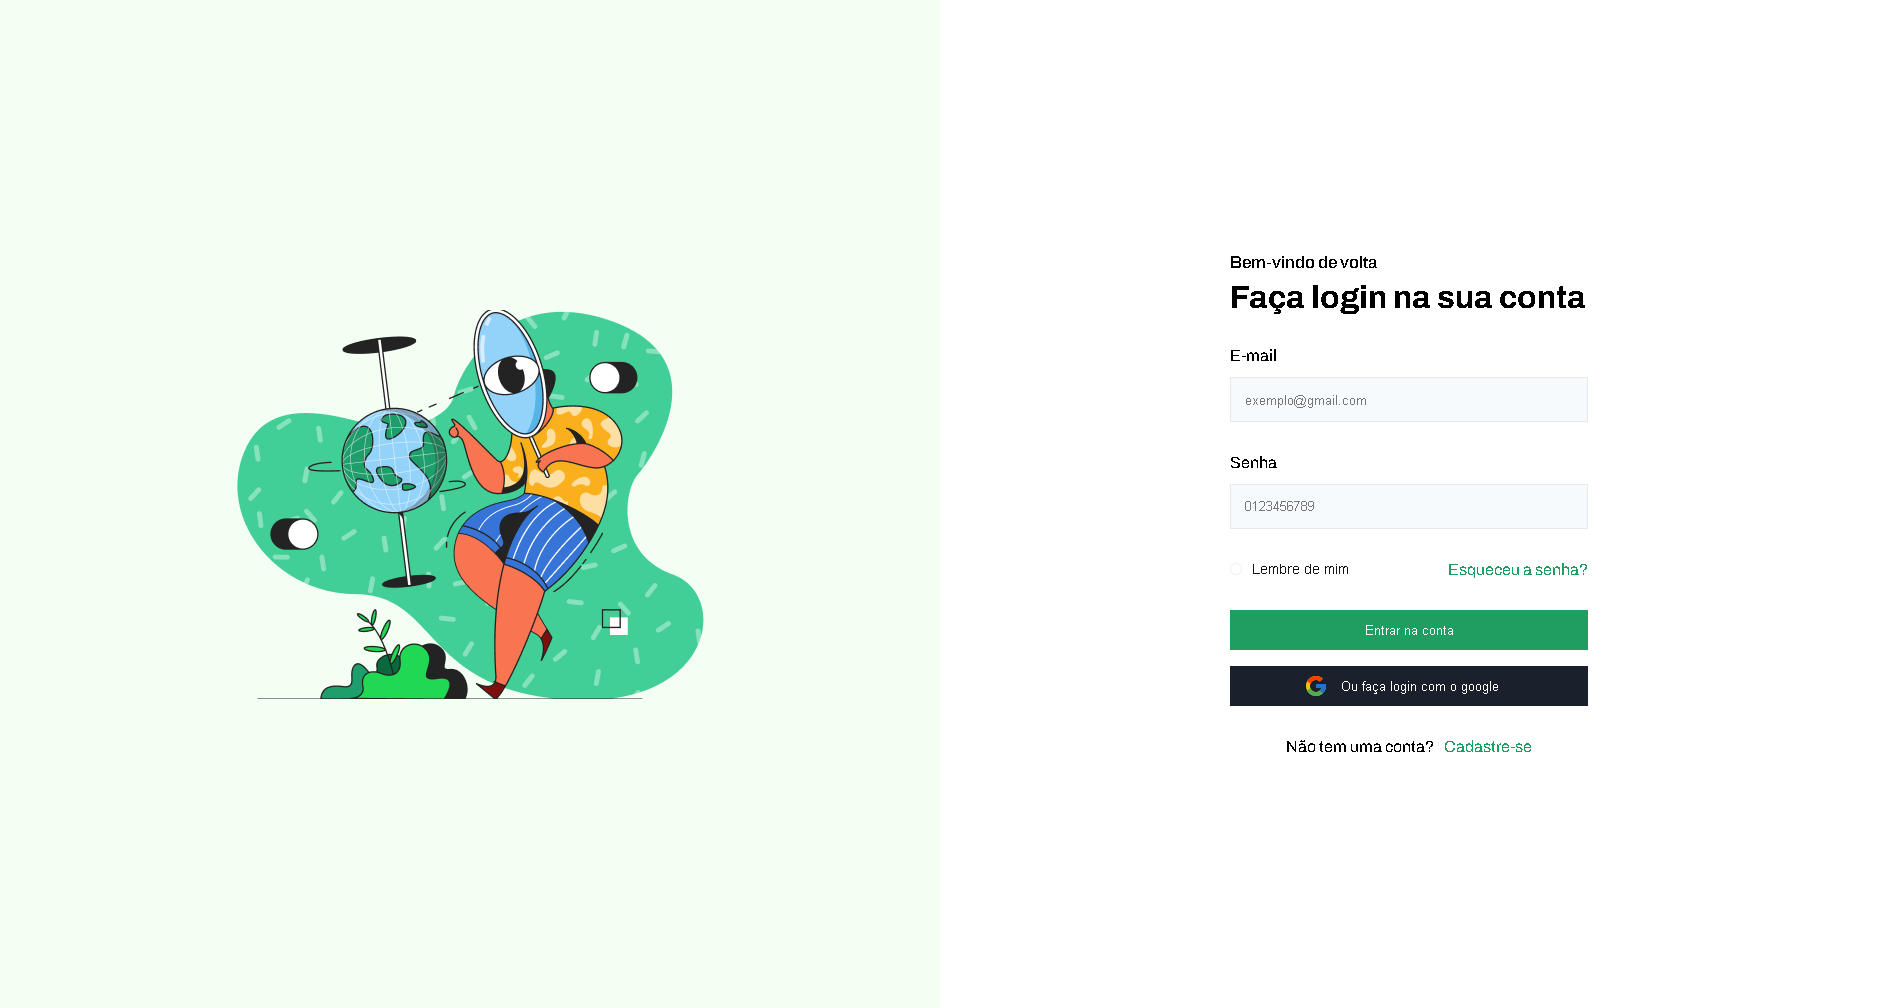 Bem-vindo de volta
Faça login na sua conta
E-mail
exemplo@gmail.com
Senha
0123456789
Lembre de mim
Esqueceu a senha?
Entrar na conta
Ou faça login com o google
Não tem uma conta? Cadastre-se